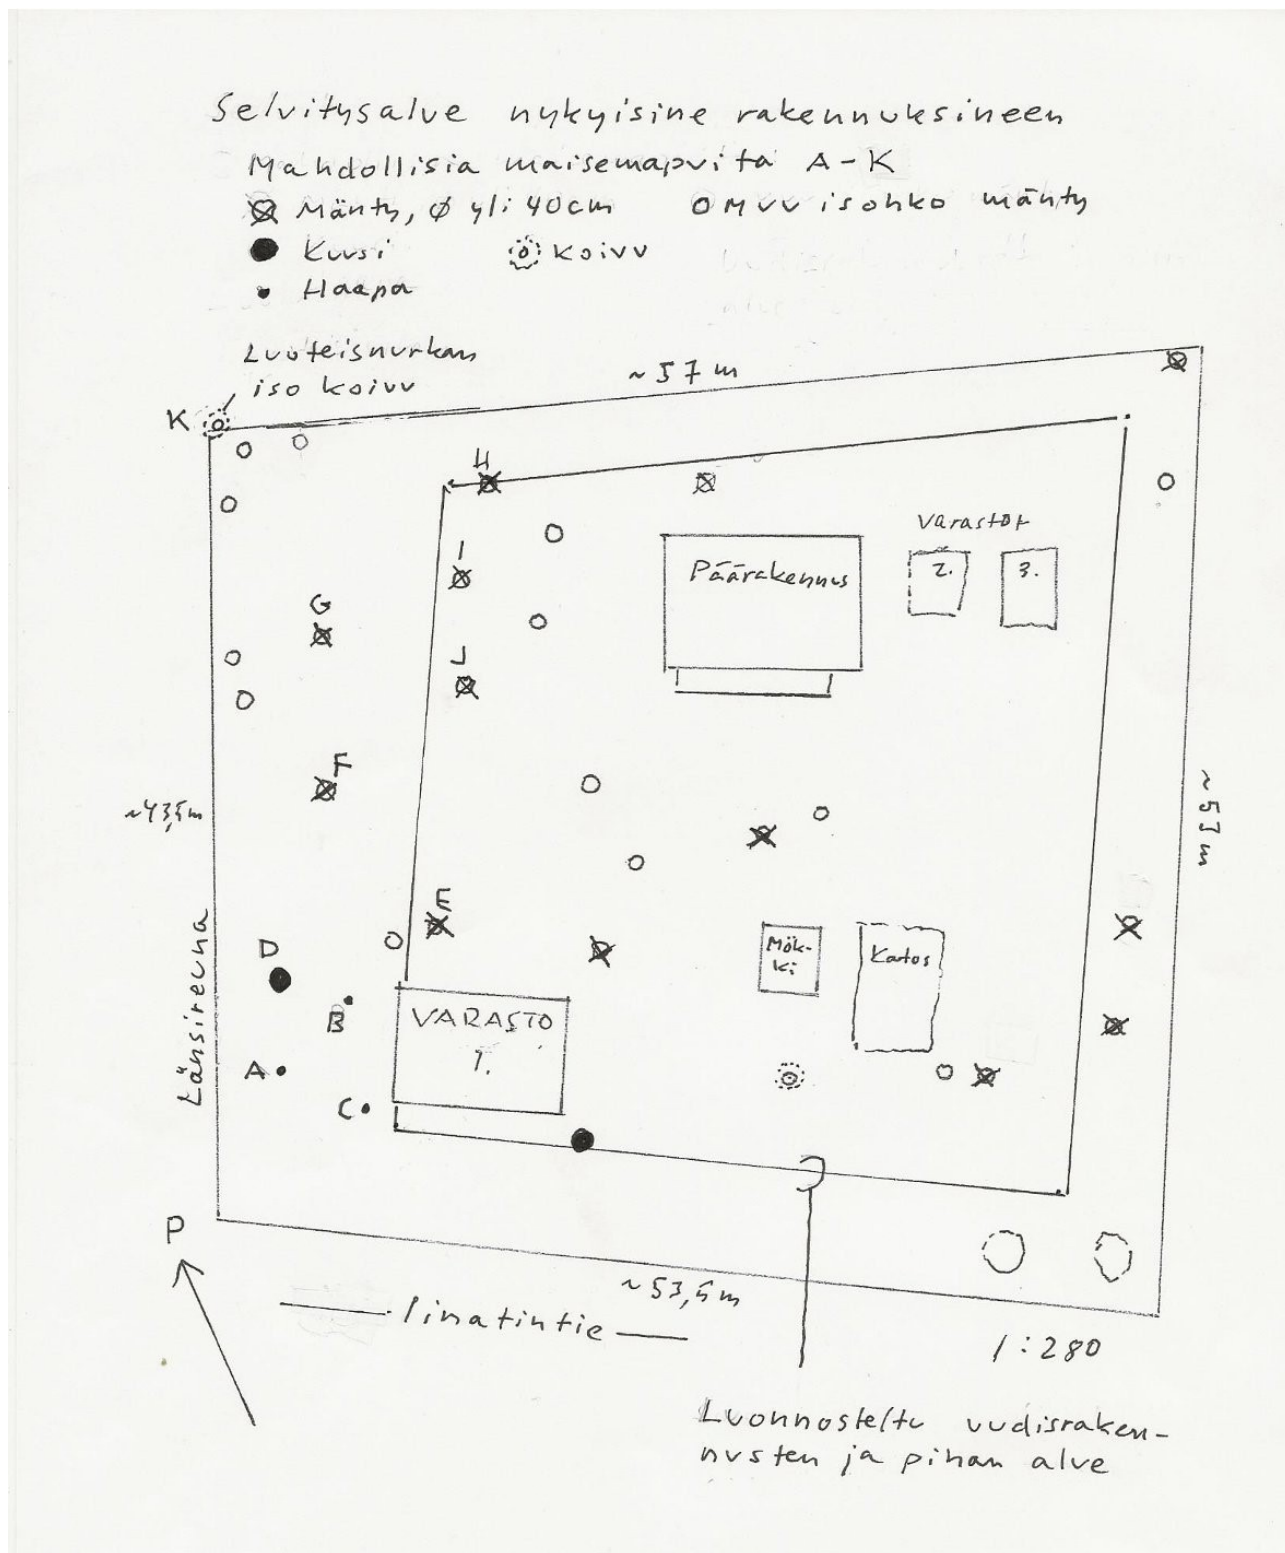 Selvitysalue nykyisine rakennuksineen
Mahdollisia maisemapuita A-K
Mänty, Ø yli 40cm
O muu isohko mänty
Kuusi
koivu
Haapa
Luoteisnurkan
iso koivu
~57m
K
H
I
G
J
F
E
D
B
A
C
Varastot
2.
3.
Päärakennus
~43,5m
~53m
Länsireuna
Mök-
ki
Katos
VARASTO
1.
P
~53,5m
Pinatintie
1:280
Luonnosteltu uudisraken-
nusten ja pihan alue